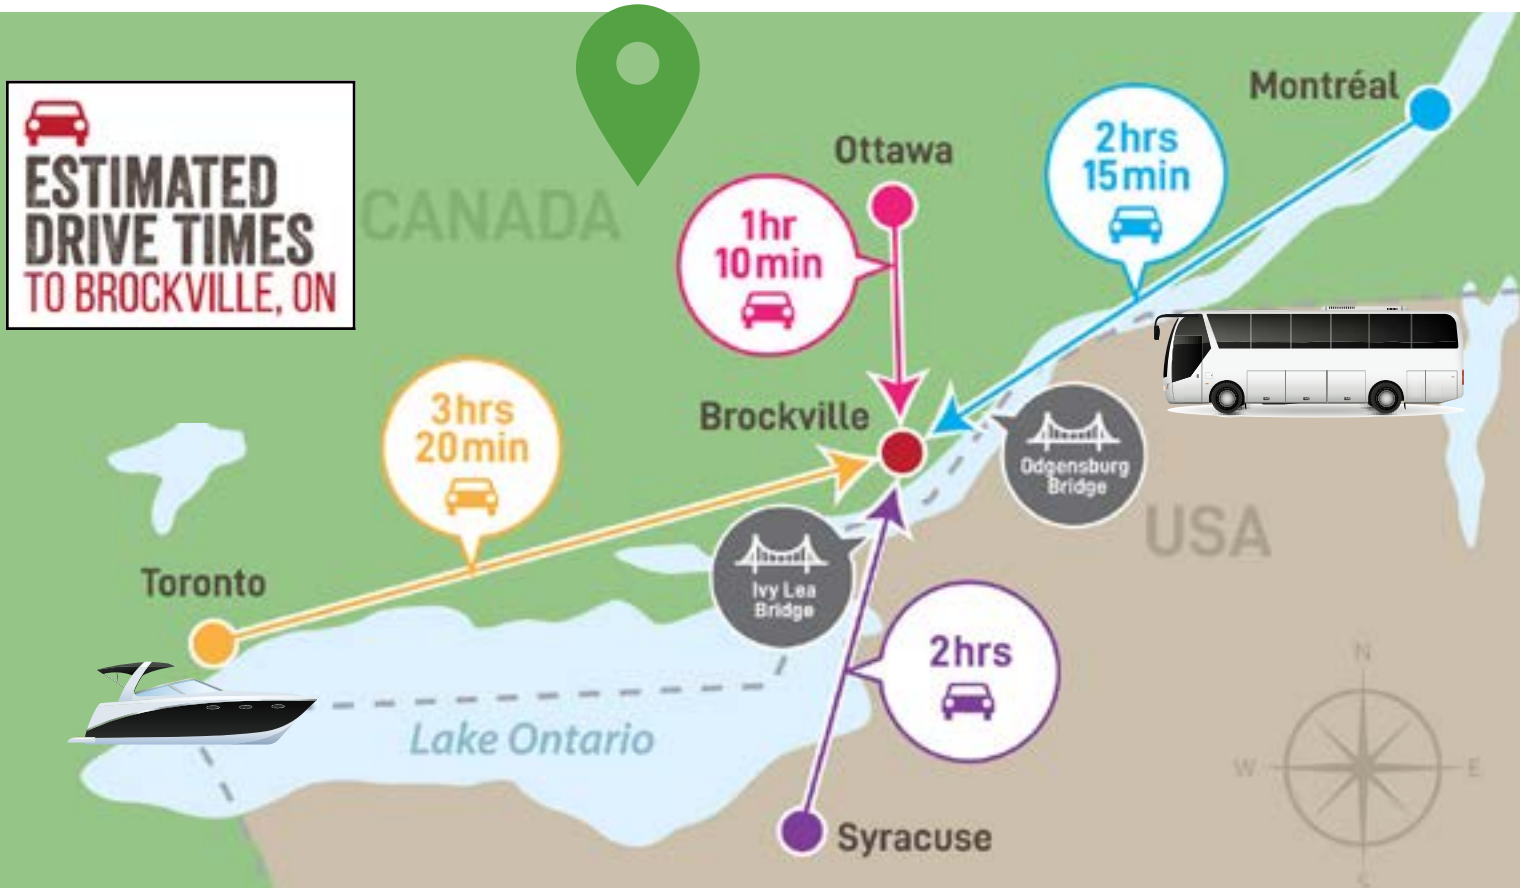 ESTIMATED
DRIVE TIMES
TO BROCKVILLE, ON
CANADA
Montréal
Ottawa
2hrs
15min
1hr
10min
Brockville
3hrs
20min
Odgensburg
Bridge
USA
Toronto
Ivy Lea
Bridge
2hrs
Lake Ontario
Syracuse
N
W
E
S